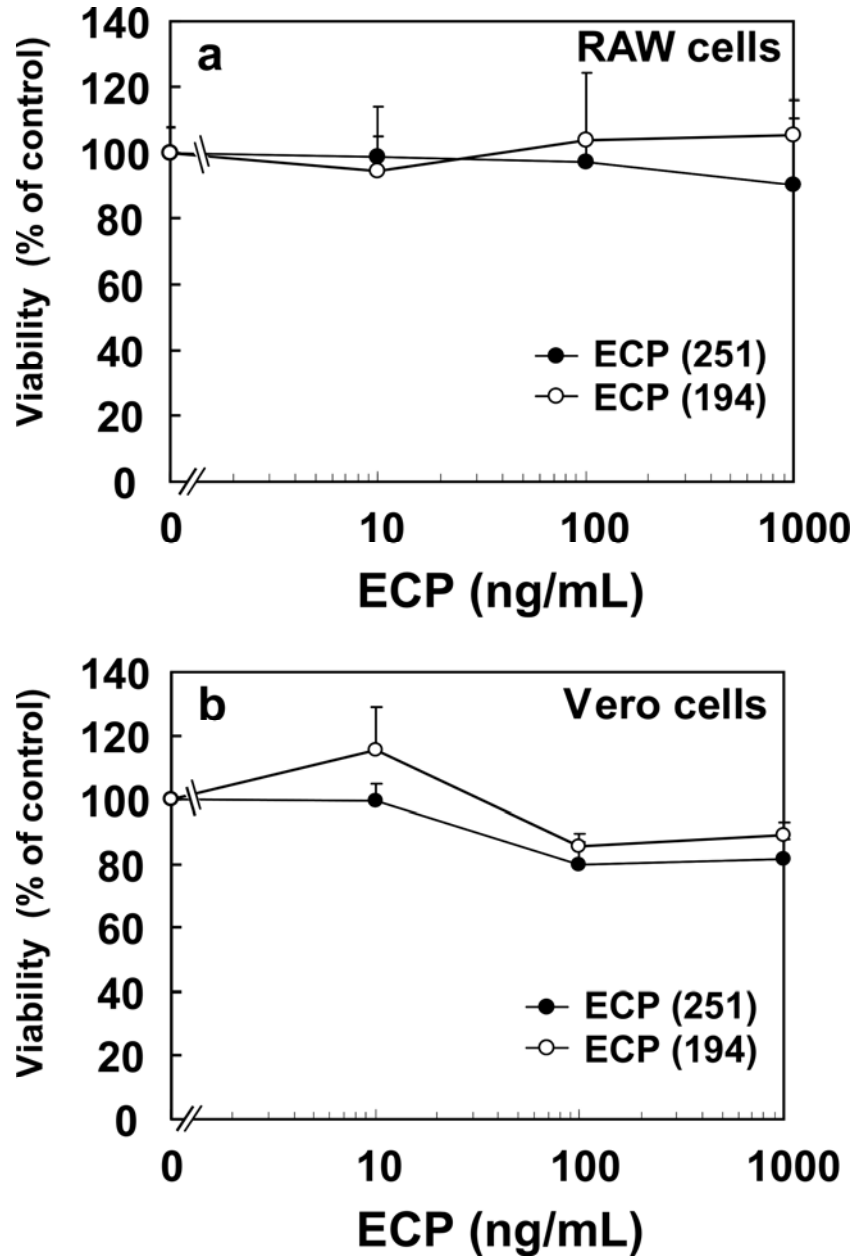 a
RAW cells
Viability (% of control)
140
120
100
80
60
40
20
0
ECP (251)
ECP (194)
0 10 100 1000
ECP (ng/mL)
b
Vero cells
Viability (% of control)
140
120
100
80
60
40
20
0
ECP (251)
ECP (194)
0 10 100 1000
ECP (ng/mL)